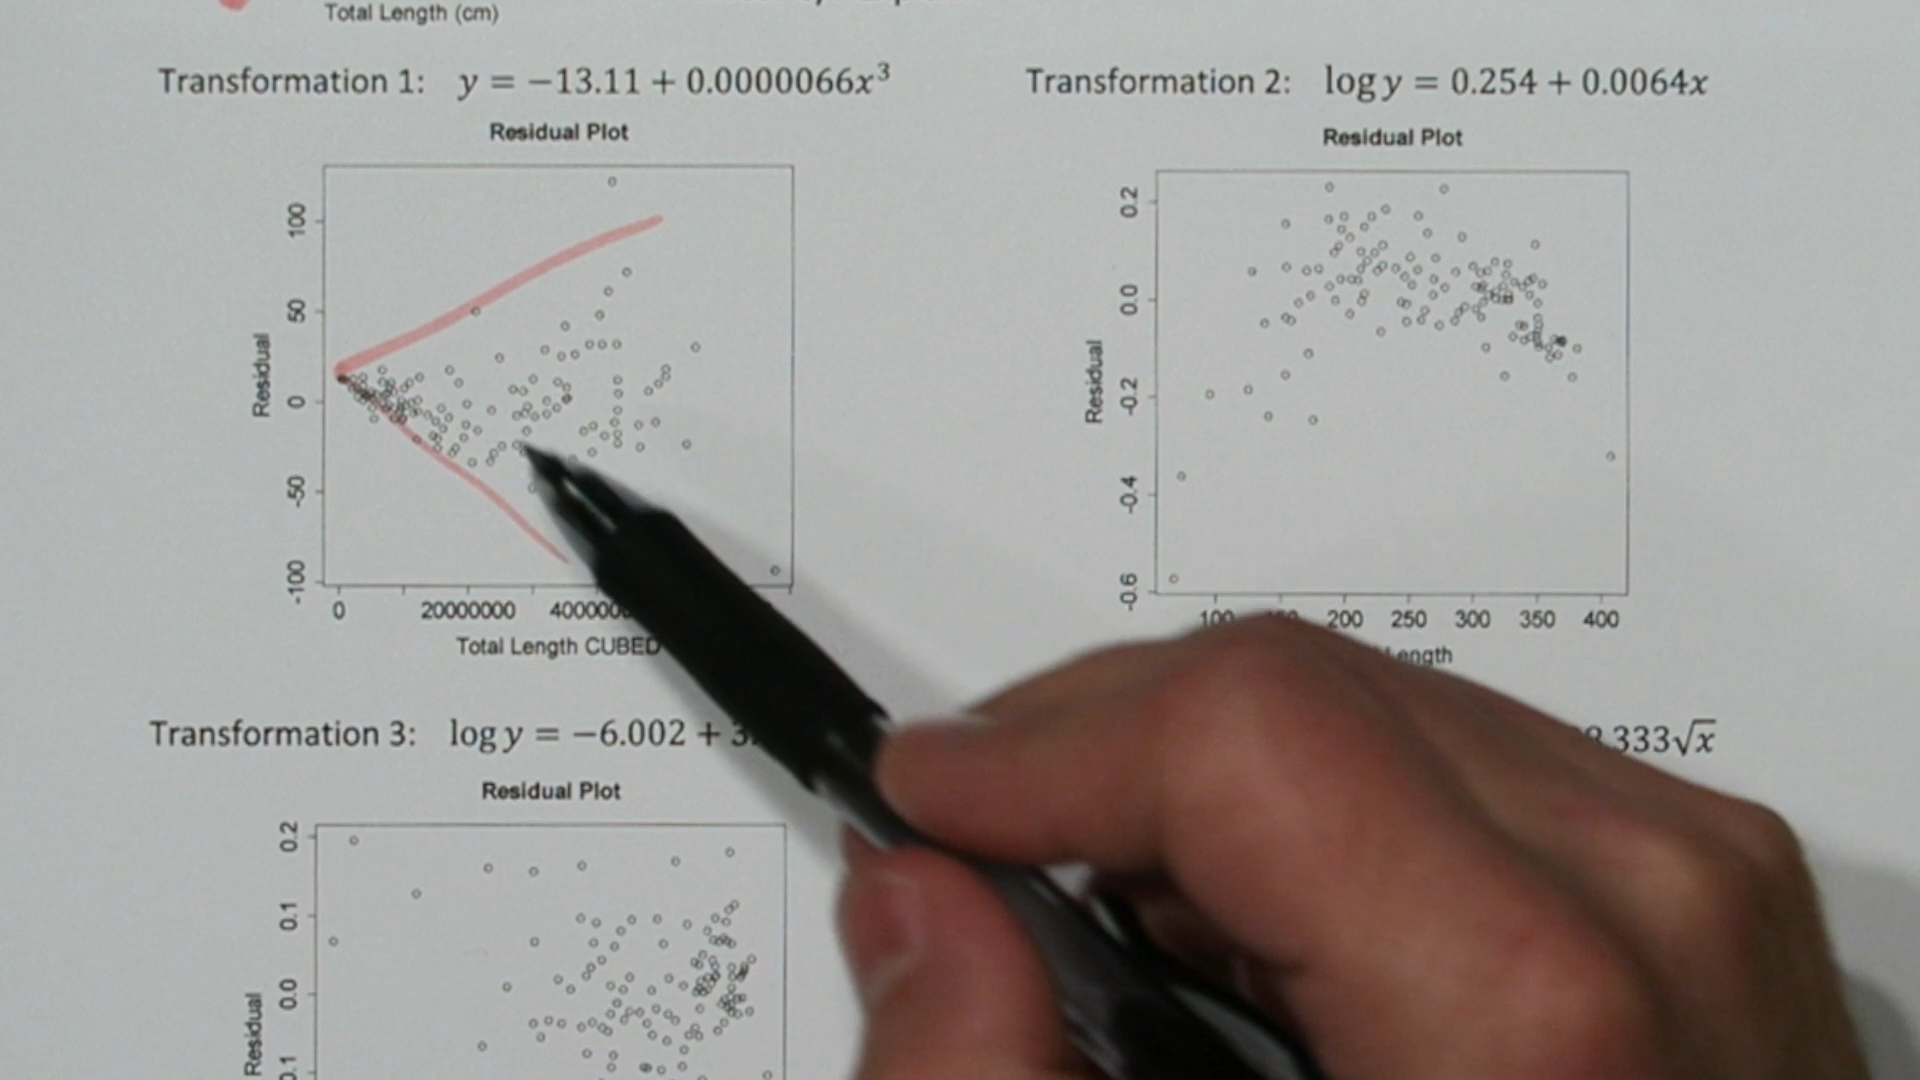 Total Length (cm)
Transformation 1: y = −13.11 + 0.0000066x³
Residual Plot
Residual
100
50
0
-50
-100
0 20000000
Total Length CUBED
Transformation 2: log y = 0.254 + 0.0064x
Residual Plot
Residual
0.2
0.0
-0.2
-0.4
-0.6
100 200 250 300 350 400
Transformation 3: log y = −6.002 +
Residual Plot
Residual
0.2
0.1
0.0
333√x